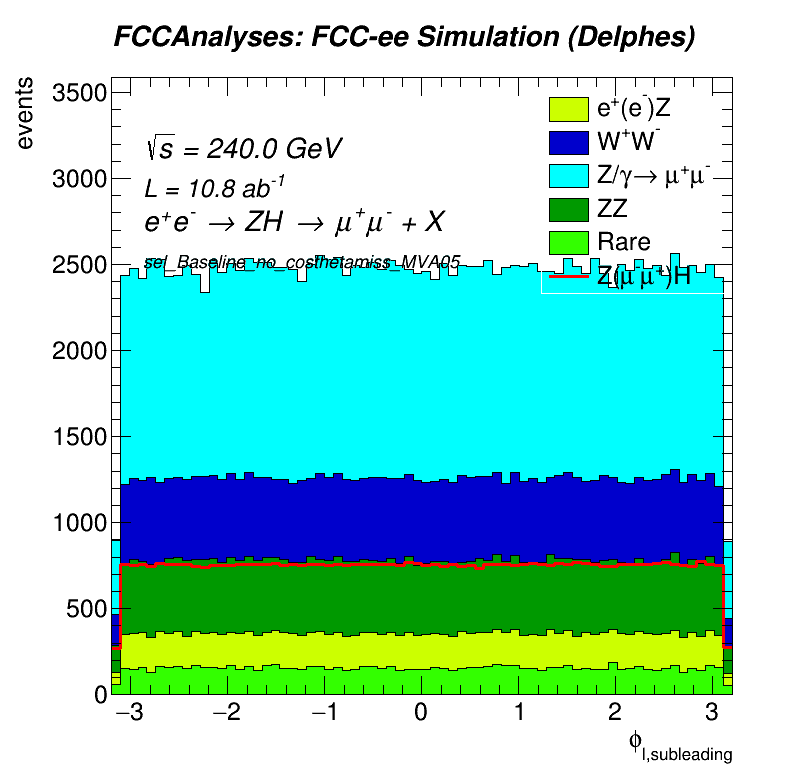 FCCAnalyses: FCC-ee Simulation (Delphes)
events
3500
3000
2500
2000
1500
1000
500
0
√s = 240.0 GeV
L = 10.8 ab⁻¹
e⁺e⁻ → ZH → μ⁺μ⁻ + X
sel_Baseline_no_costhetamiss_MVA05
e⁺(e⁻)Z
W⁺W⁻
Z/γ→ μ⁺μ⁻
ZZ
Rare
Z(μ⁻μ⁺)H
−3 −2 −1 0 1 2 3
ϕ_l,subleading